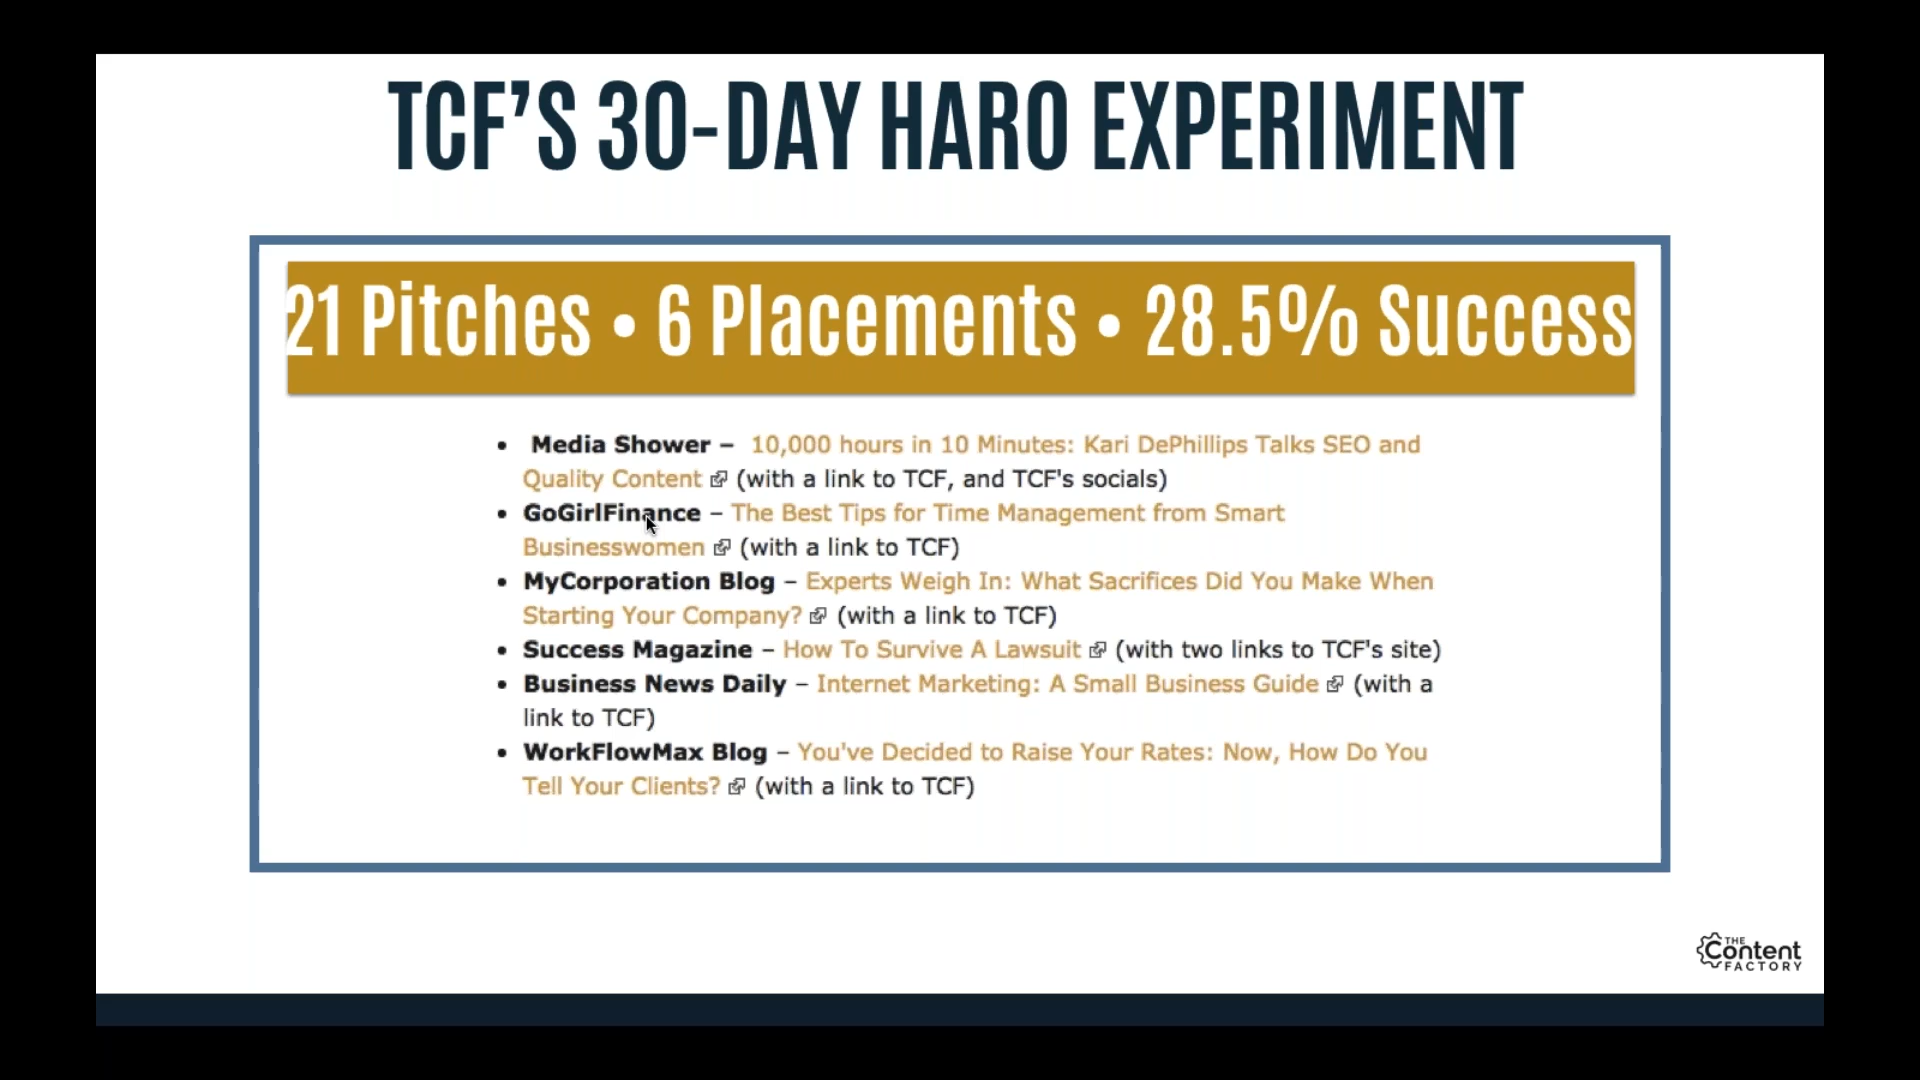 TCF’S 30-DAY HARO EXPERIMENT
21 Pitches • 6 Placements • 28.5% Success
• Media Shower – 10,000 hours in 10 Minutes: Kari DePhillips Talks SEO and
Quality Content (with a link to TCF, and TCF's socials)
• GoGirlFinance – The Best Tips for Time Management from Smart
Businesswomen (with a link to TCF)
• MyCorporation Blog – Experts Weigh In: What Sacrifices Did You Make When
Starting Your Company? (with a link to TCF)
• Success Magazine – How To Survive A Lawsuit (with two links to TCF's site)
• Business News Daily – Internet Marketing: A Small Business Guide (with a
link to TCF)
• WorkFlowMax Blog – You've Decided to Raise Your Rates: Now, How Do You
Tell Your Clients? (with a link to TCF)
THE
Content
FACTORY